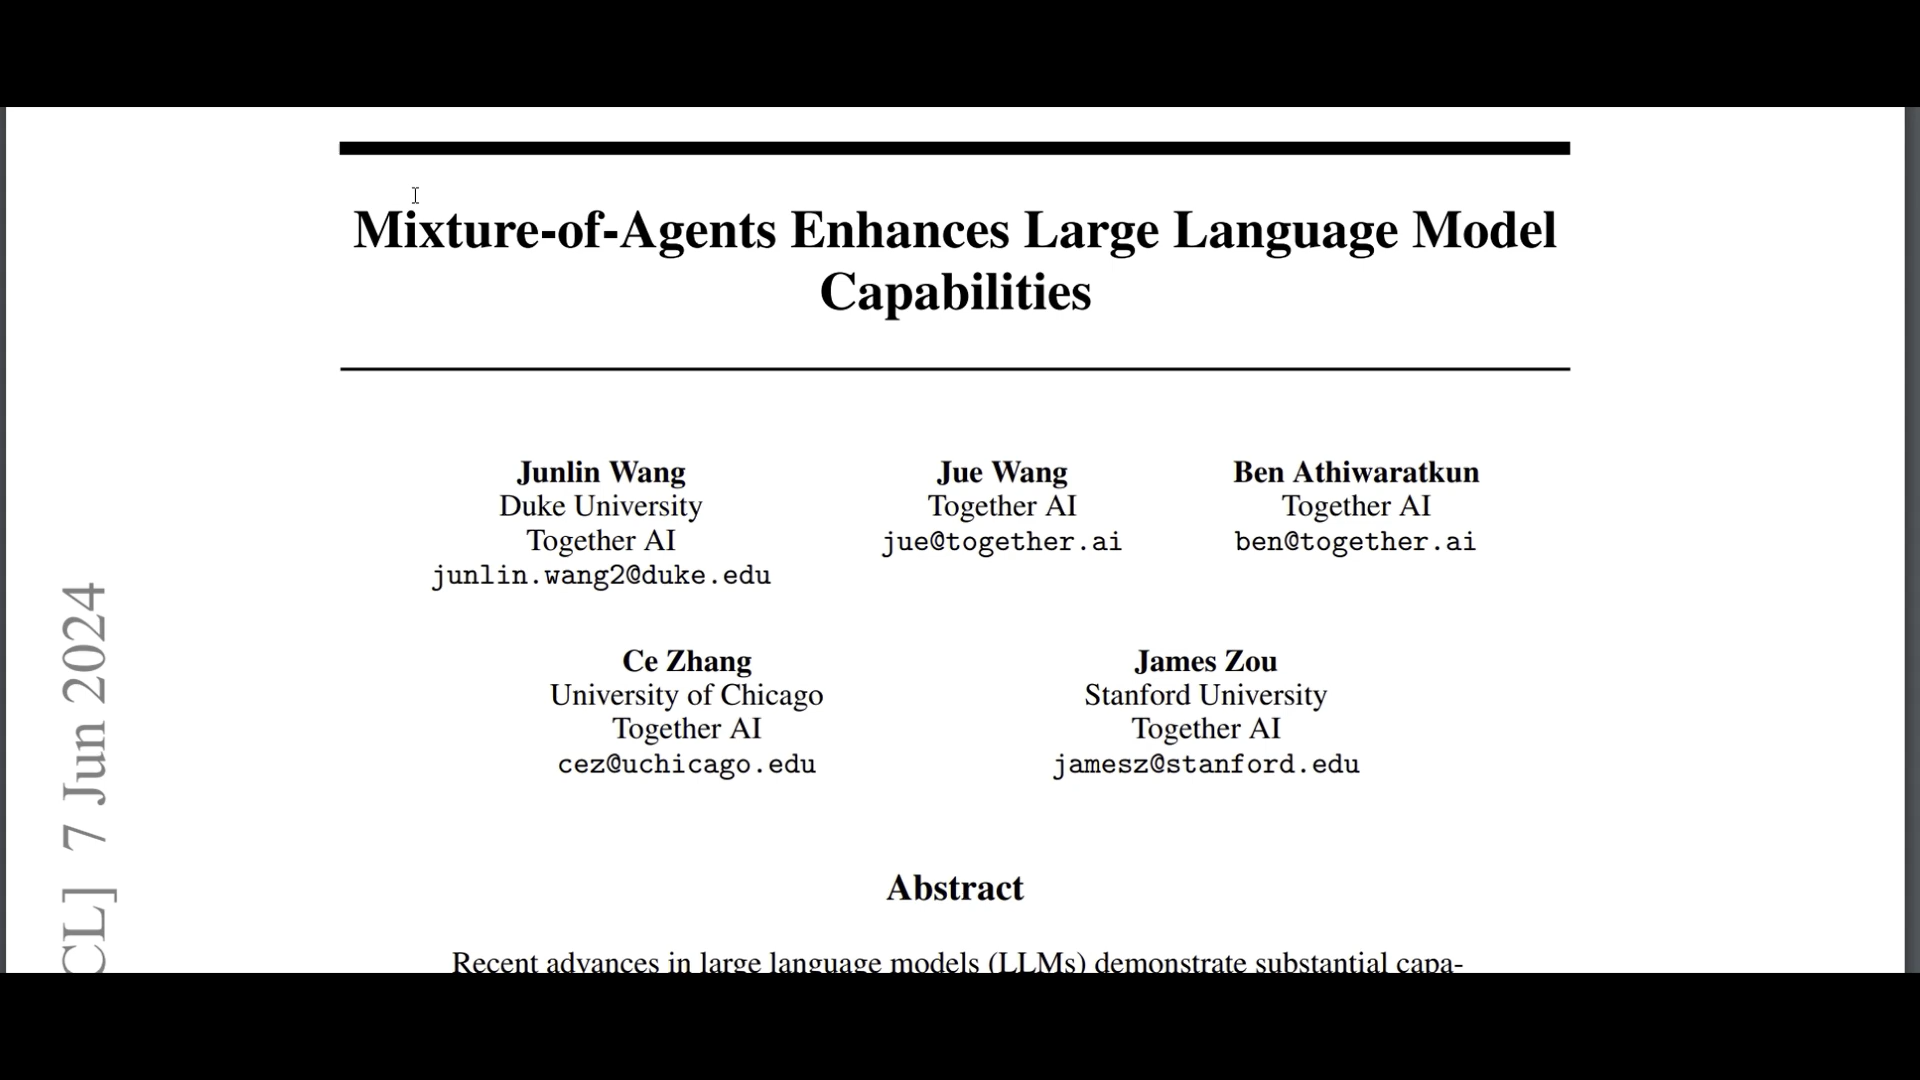 Mixture-of-Agents Enhances Large Language Model
Capabilities
Junlin Wang
Duke University
Together AI
junlin.wang2@duke.edu
Jue Wang
Together AI
jue@together.ai
Ben Athiwaratkun
Together AI
ben@together.ai
Ce Zhang
University of Chicago
Together AI
cez@uchicago.edu
James Zou
Stanford University
Together AI
jamesz@stanford.edu
Abstract
Recent advances in large language models (LLMs) demonstrate substantial capa-
CL] 7 Jun 2024